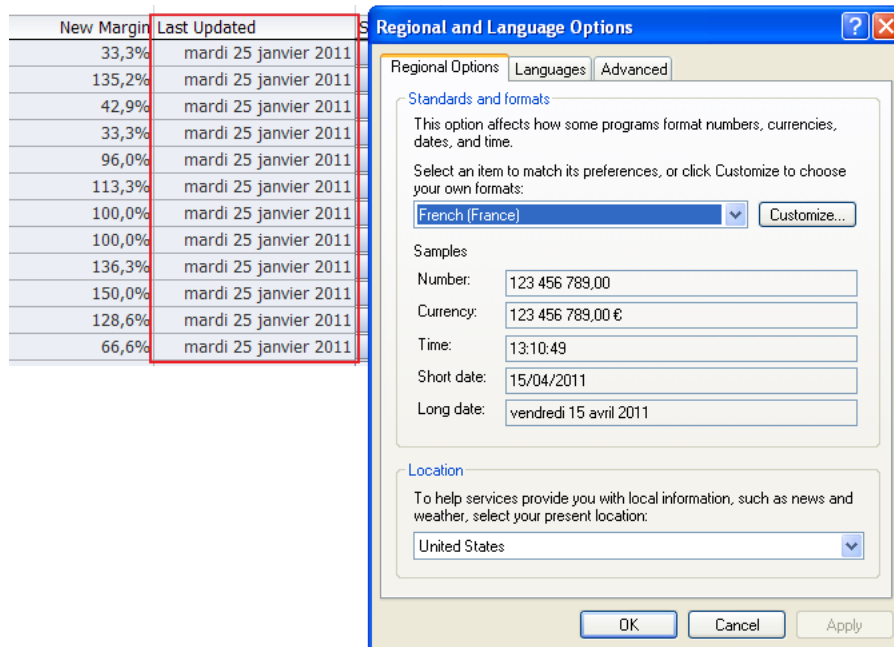 New Margin Last Updated S
33,3% mardi 25 janvier 2011
135,2% mardi 25 janvier 2011
42,9% mardi 25 janvier 2011
33,3% mardi 25 janvier 2011
96,0% mardi 25 janvier 2011
113,3% mardi 25 janvier 2011
100,0% mardi 25 janvier 2011
100,0% mardi 25 janvier 2011
136,3% mardi 25 janvier 2011
150,0% mardi 25 janvier 2011
128,6% mardi 25 janvier 2011
66,6% mardi 25 janvier 2011
Regional and Language Options
Regional Options Languages Advanced
Standards and formats
This option affects how some programs format numbers, currencies,
dates, and time.
Select an item to match its preferences, or click Customize to choose
your own formats:
French (France) Customize...
Samples
Number: 123 456 789,00
Currency: 123 456 789,00 €
Time: 13:10:49
Short date: 15/04/2011
Long date: vendredi 15 avril 2011
Location
To help services provide you with local information, such as news and
weather, select your present location:
United States
OK Cancel Apply